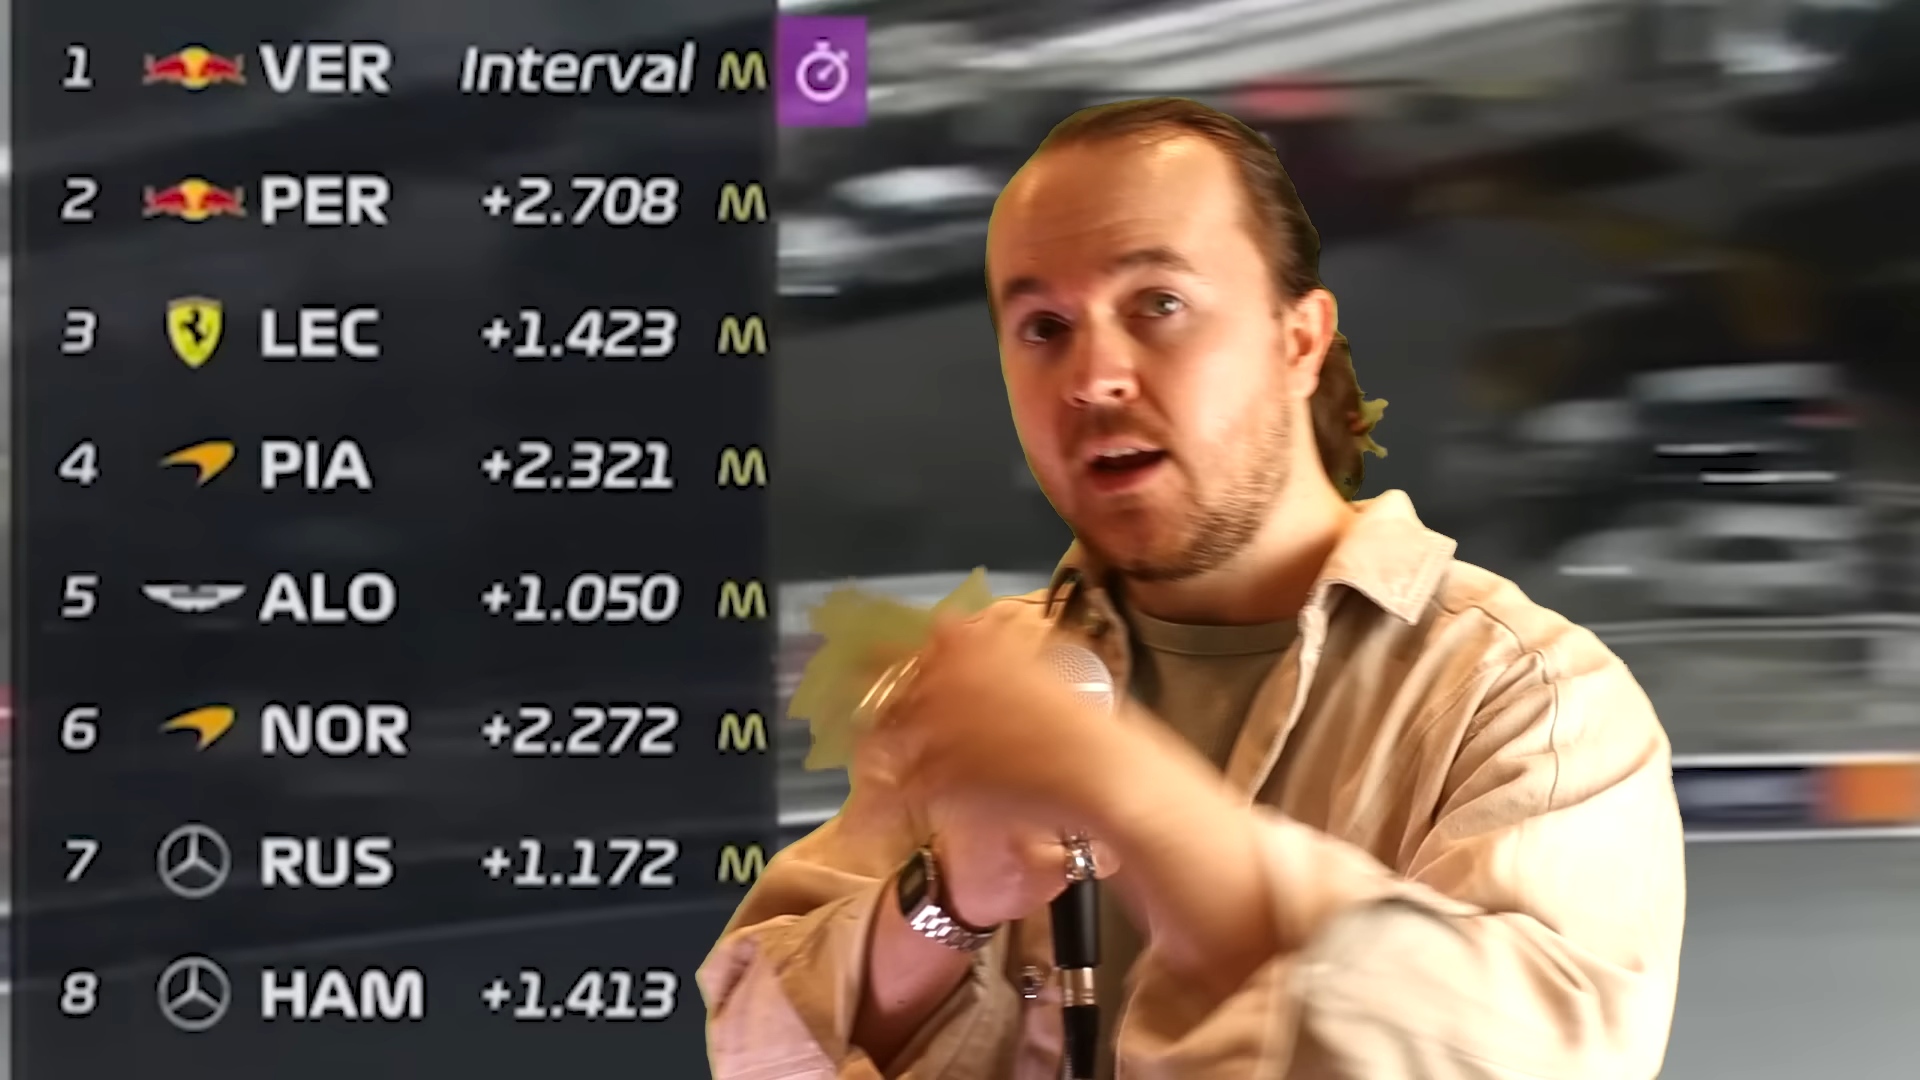 1 VER Interval M
2 PER +2.708 M
3 LEC +1.423 M
4 PIA +2.321 M
5 ALO +1.050 M
6 NOR +2.272 M
7 RUS +1.172 M
8 HAM +1.413